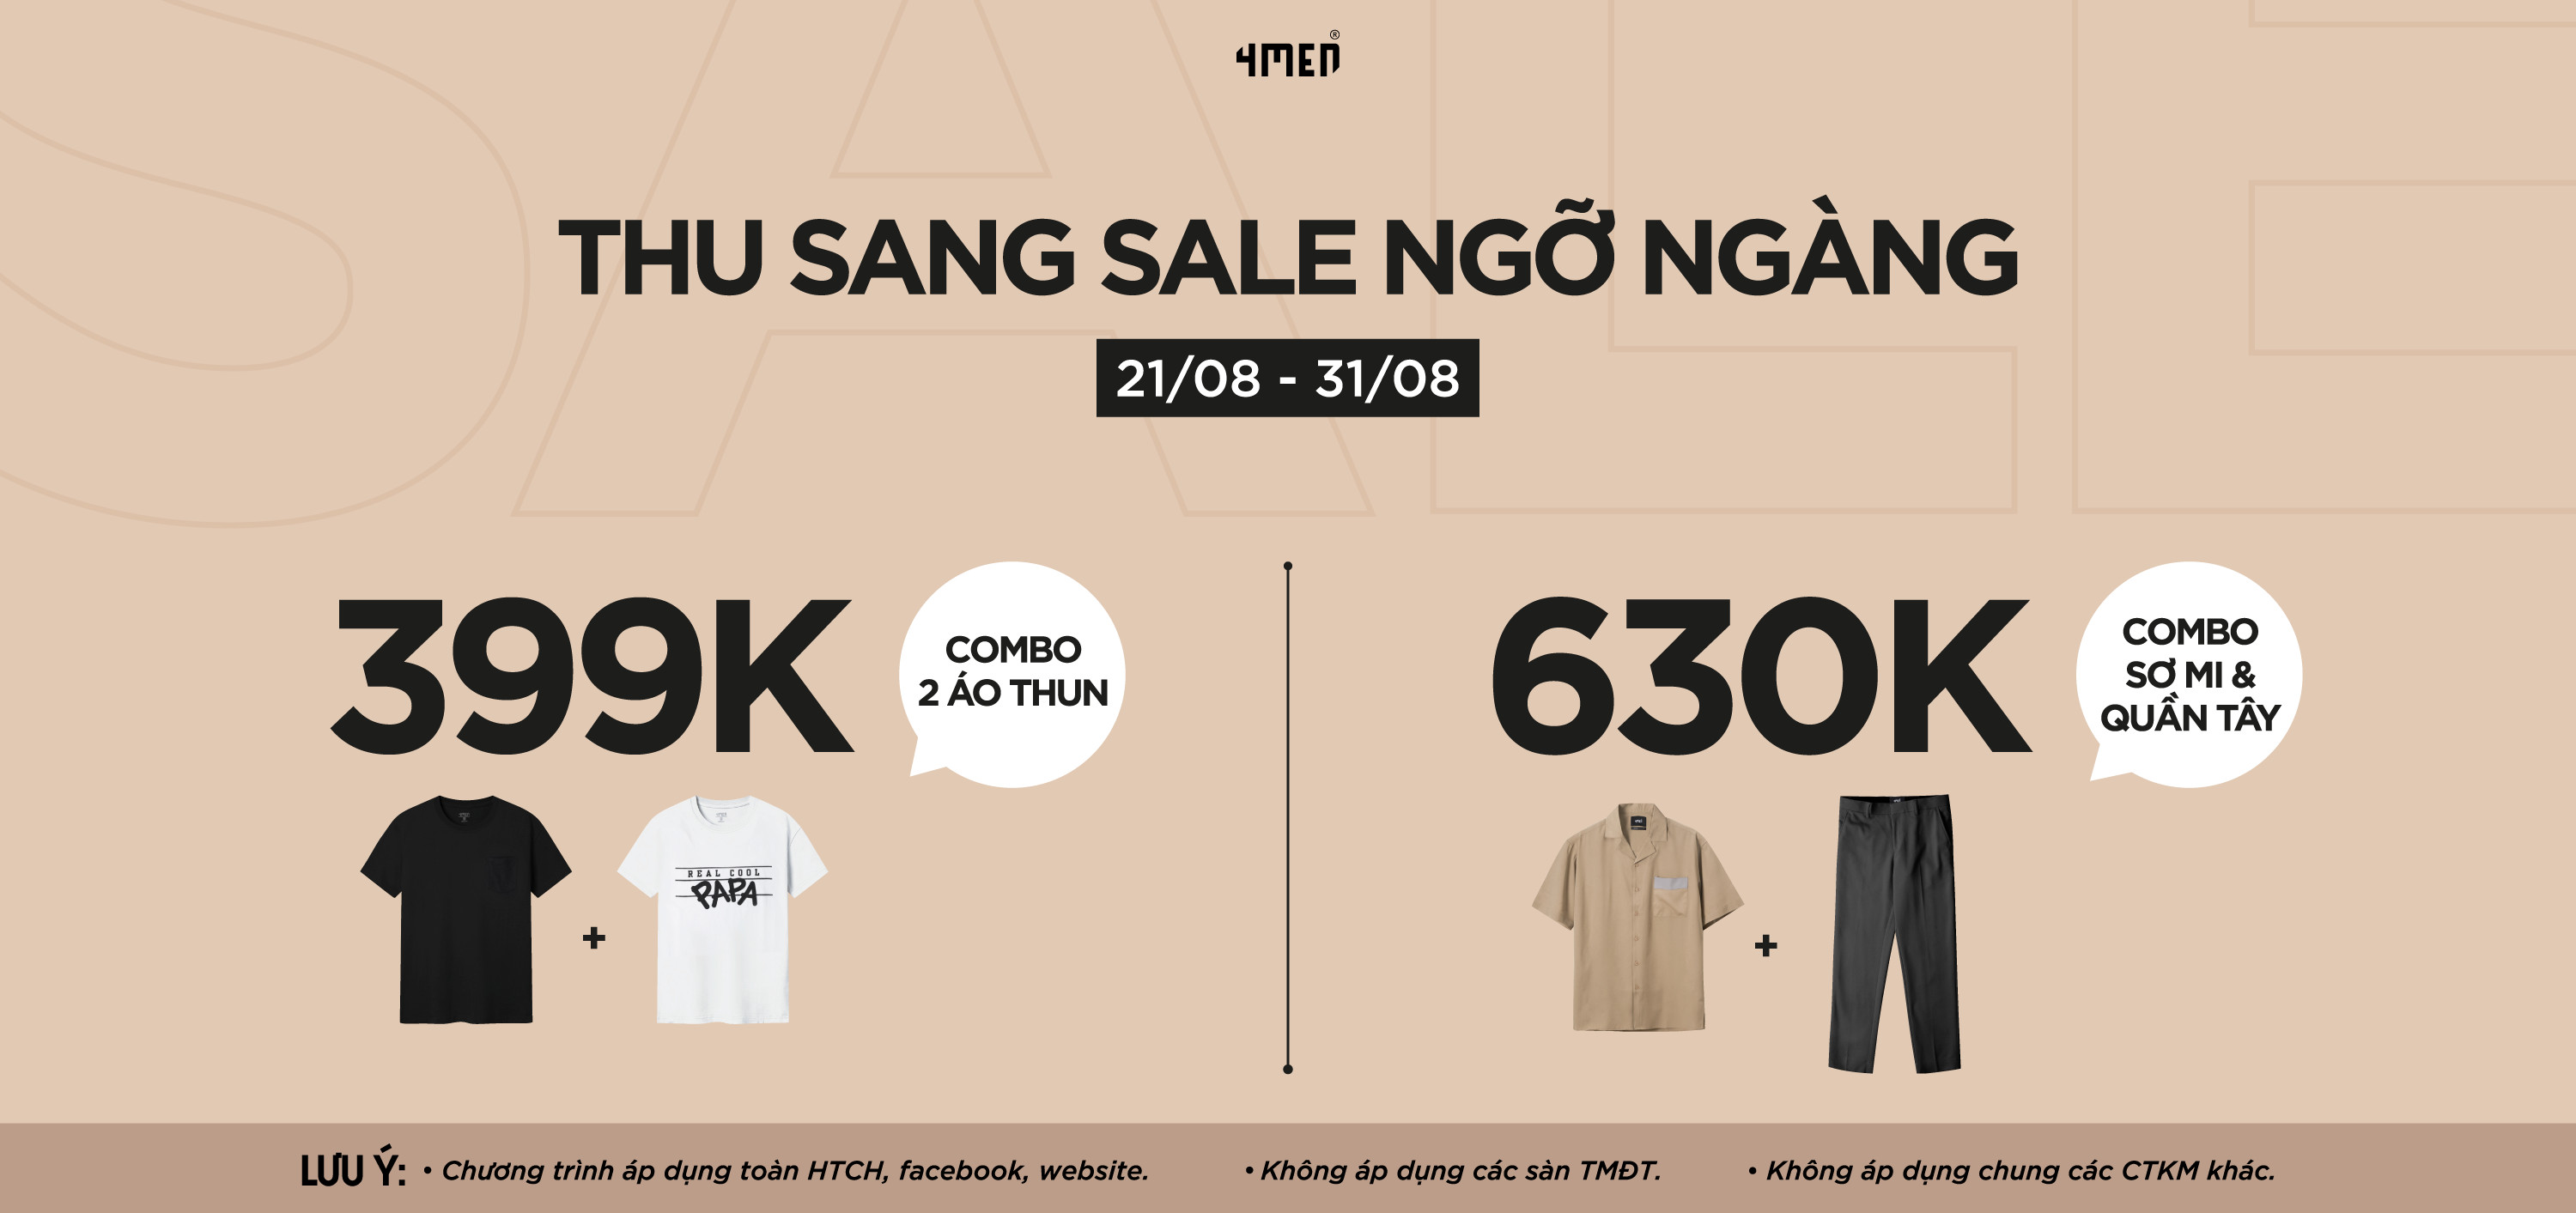 SALE
4MEN®
THU SANG SALE NGỠ NGÀNG
21/08 - 31/08
399K
COMBO
2 ÁO THUN
REAL COOL
PAPA
630K
COMBO
SƠ MI &
QUẦN TÂY
LƯU Ý: • Chương trình áp dụng toàn HTCH, facebook, website. • Không áp dụng các sàn TMĐT. • Không áp dụng chung các CTKM khác.